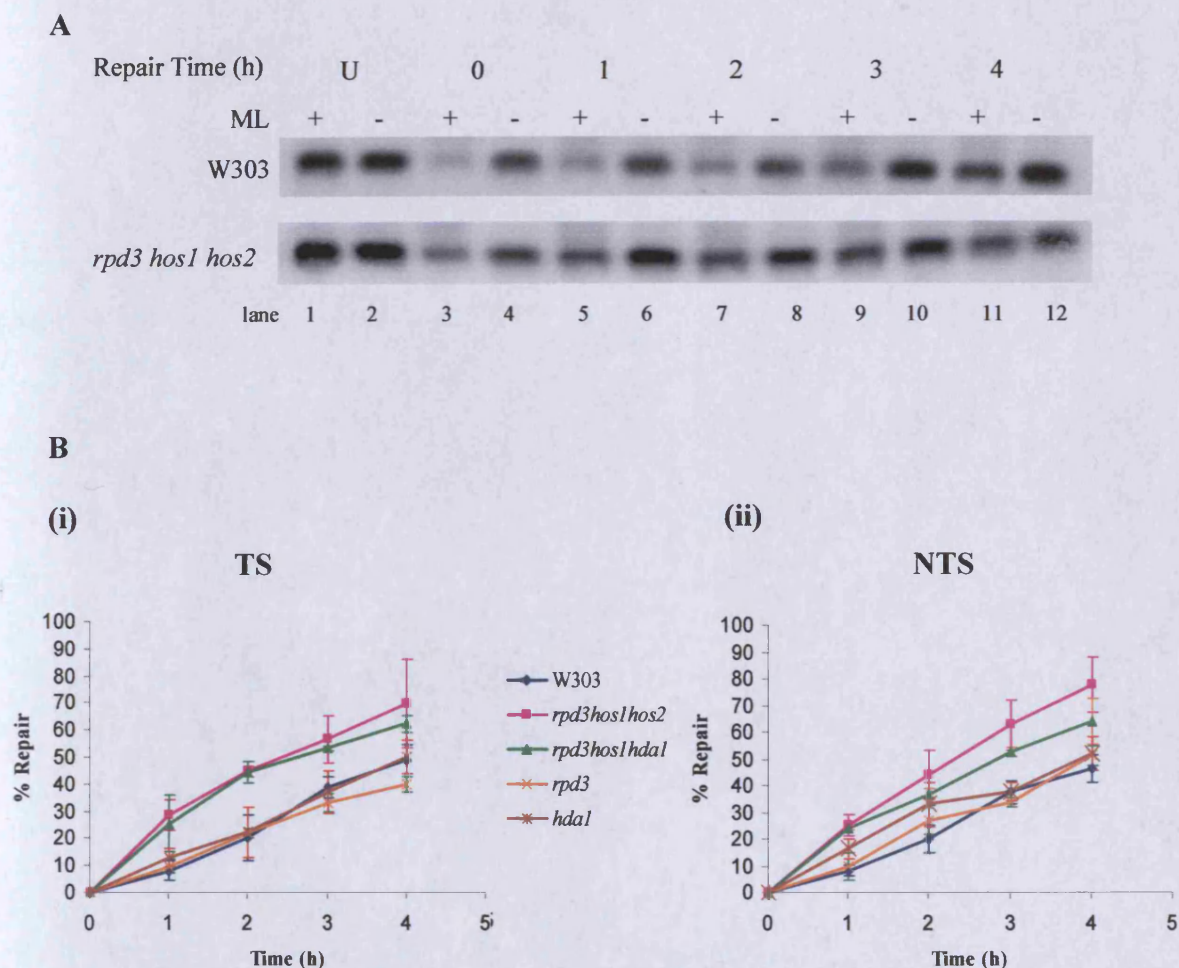 A
Repair Time (h) U 0 1 2 3 4
ML + - + - + - + - + - + -
W303
rpd3 hos1 hos2
lane 1 2 3 4 5 6 7 8 9 10 11 12
B
(i)
TS
100
90
80
70
60
50
40
30
20
10
0
% Repair
0 1 2 3 4 5
Time (h)
W303
rpd3hos1hos2
rpd3hos1hda1
rpd3
hda1
(ii)
NTS
100
90
80
70
60
50
40
30
20
10
0
% Repair
0 1 2 3 4 5
Time (h)